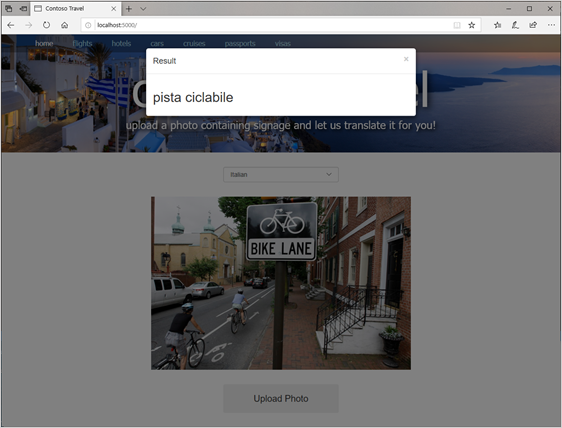 Contoso Travel
localhost:5000/
home flights hotels cars cruises passports visas
Result
pista ciclabile
upload a photo containing signage and let us translate it for you!
Italian
BIKE LANE
Upload Photo